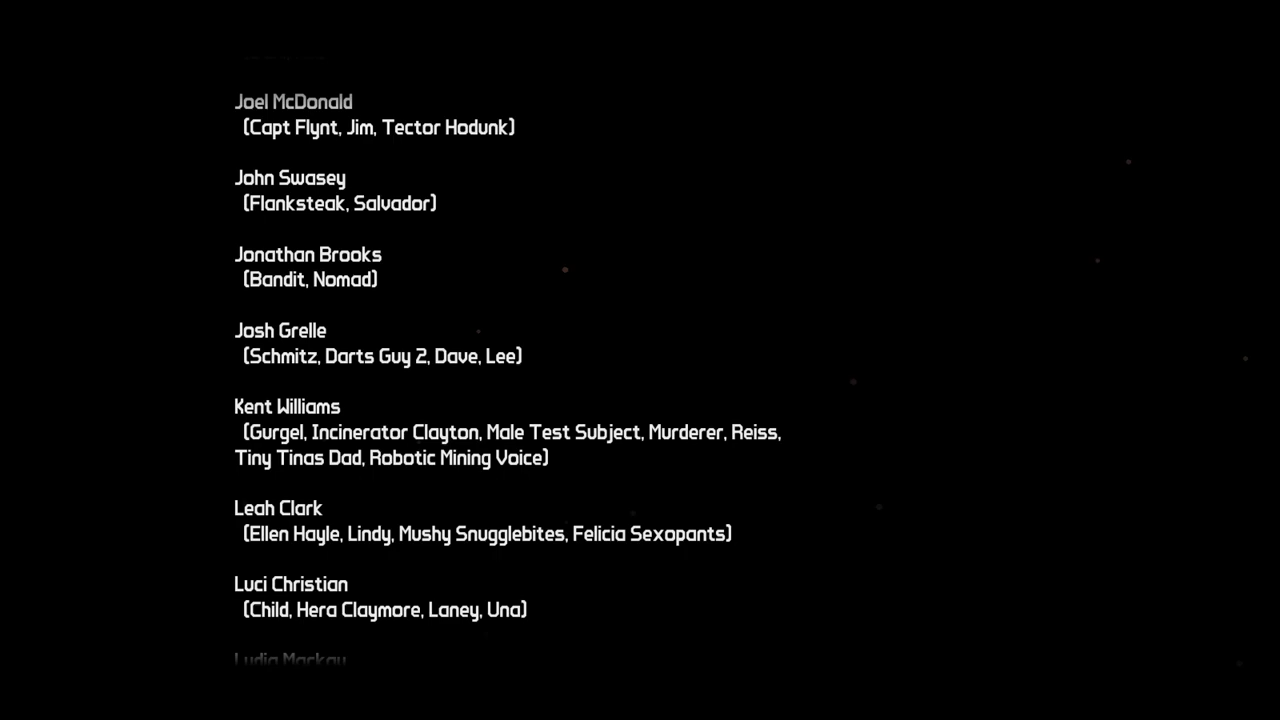 Joel McDonald
(Capt Flynt, Jim, Tector Hodunk)
John Swasey
(Flanksteak, Salvador)
Jonathan Brooks
(Bandit, Nomad)
Josh Grelle
(Schmitz, Darts Guy 2, Dave, Lee)
Kent Williams
(Gurgel, Incinerator Clayton, Male Test Subject, Murderer, Reiss,
Tiny Tinas Dad, Robotic Mining Voice)
Leah Clark
(Ellen Hayle, Lindy, Mushy Snugglebites, Felicia Sexopants)
Luci Christian
(Child, Hera Claymore, Laney, Una)
Lydia Mackay